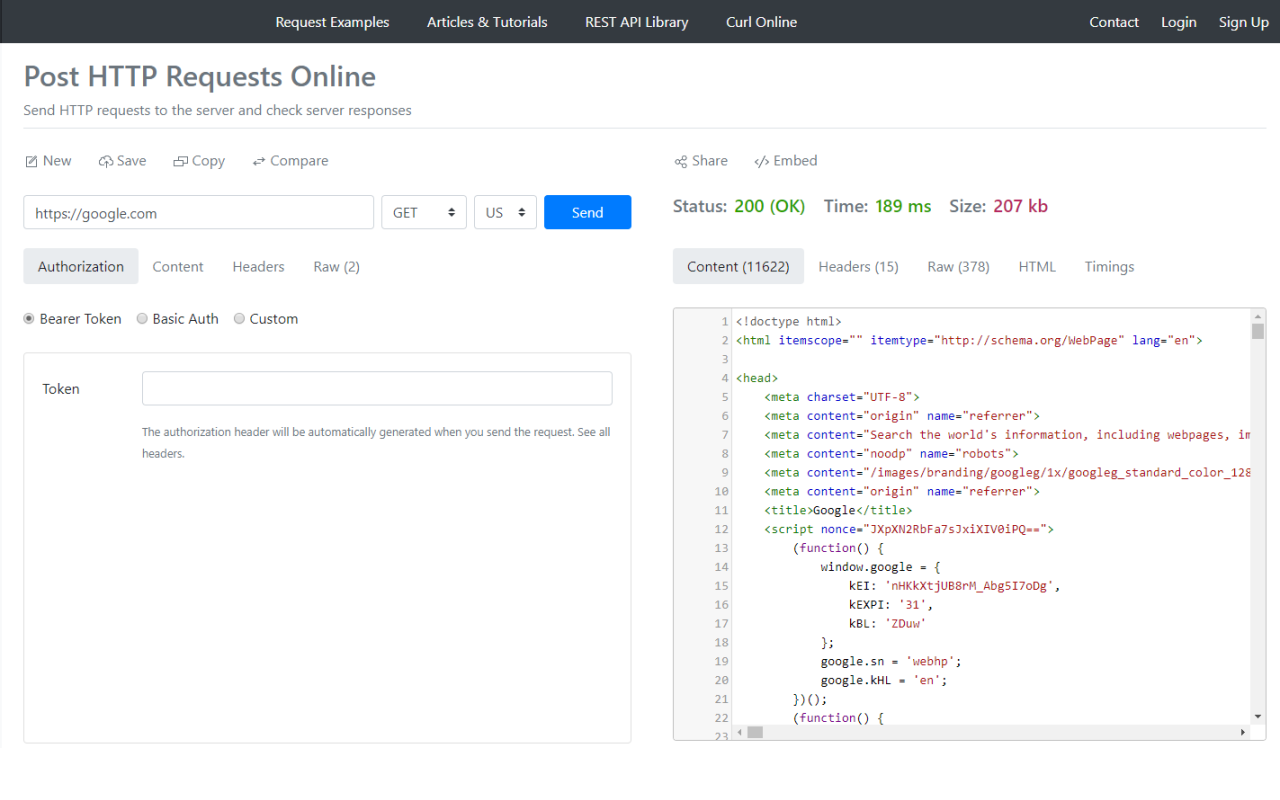 Request Examples Articles & Tutorials REST API Library Curl Online Contact Login Sign Up
Post HTTP Requests Online
Send HTTP requests to the server and check server responses
New Save Copy Compare
https://google.com GET US Send
Authorization Content Headers Raw (2)
Bearer Token Basic Auth Custom
Token
The authorization header will be automatically generated when you send the request. See all
headers.
Share Embed
Status: 200 (OK) Time: 189 ms Size: 207 kb
Content (11622) Headers (15) Raw (378) HTML Timings
1 <!doctype html>
2 <html itemscope="" itemtype="http://schema.org/WebPage" lang="en">
3
4 <head>
5 <meta charset="UTF-8">
6 <meta content="origin" name="referrer">
7 <meta content="Search the world's information, including webpages, im
8 <meta content="noodp" name="robots">
9 <meta content="/images/branding/googleg/1x/googleg_standard_color_128
10 <meta content="origin" name="referrer">
11 <title>Google</title>
12 <script nonce="JXpXN2RbFa7sJxiXIV0iPQ==">
13 (function() {
14 window.google = {
15 kEI: 'nHKkXtjUB8rM_Abg5I7oDg',
16 kEXPI: '31',
17 kBL: 'ZDuw'
18 };
19 google.sn = 'webhp';
20 google.kHL = 'en';
21 })();
22 (function() {
23